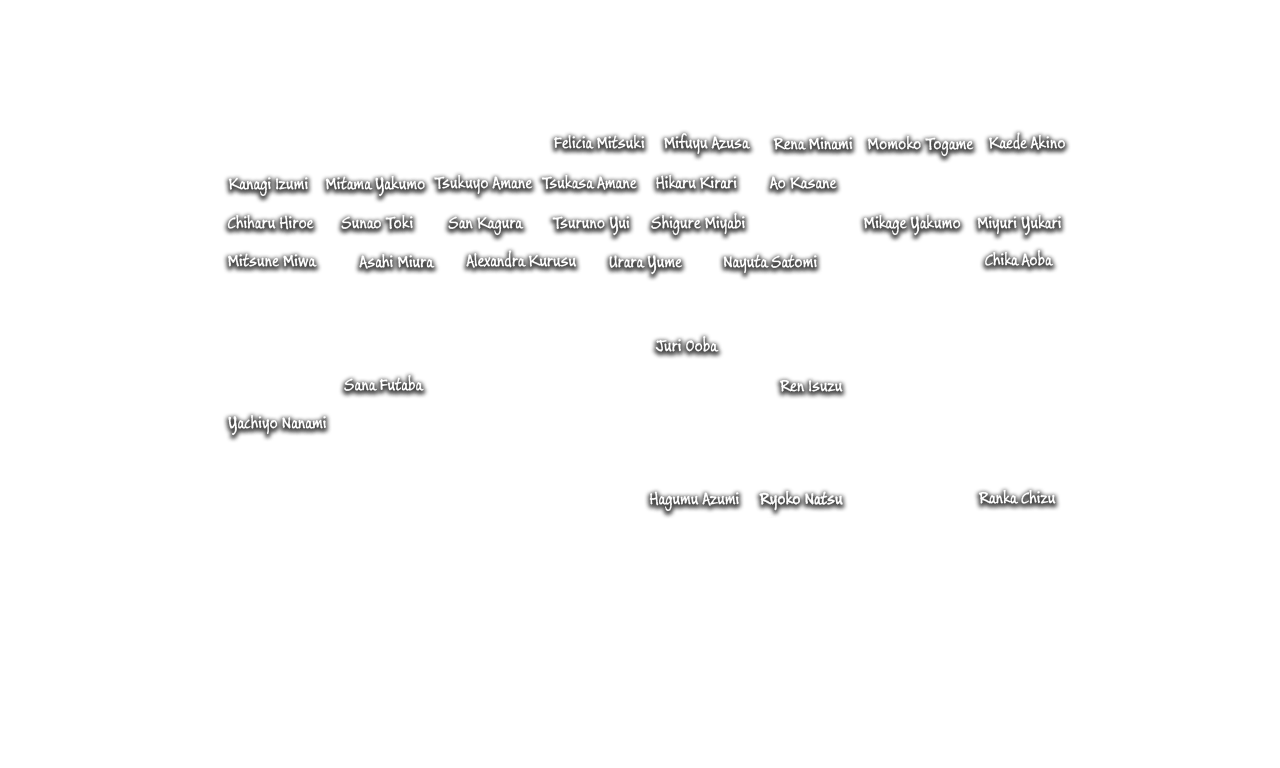 Felicia Mitsuki Mifuyu Azusa Rena Minami Momoko Togame Kaede Akino
Kanagi Izumi Mitama Yakumo Tsukuyo Amane Tsukasa Amane Hikaru Kirari Ao Kasane
Chiharu Hiroe Sunao Toki San Kagura Tsuruno Yui Shigure Miyabi Mikage Yakumo Miyuri Yukari
Mitsune Miwa Asahi Miura Alexandra Kurusu Urara Yume Nayuta Satomi Chika Aoba
Juri Ooba
Sana Futaba Ren Isuzu
Yachiyo Nanami
Hagumu Azumi Ryoko Natsu Ranka Chizu